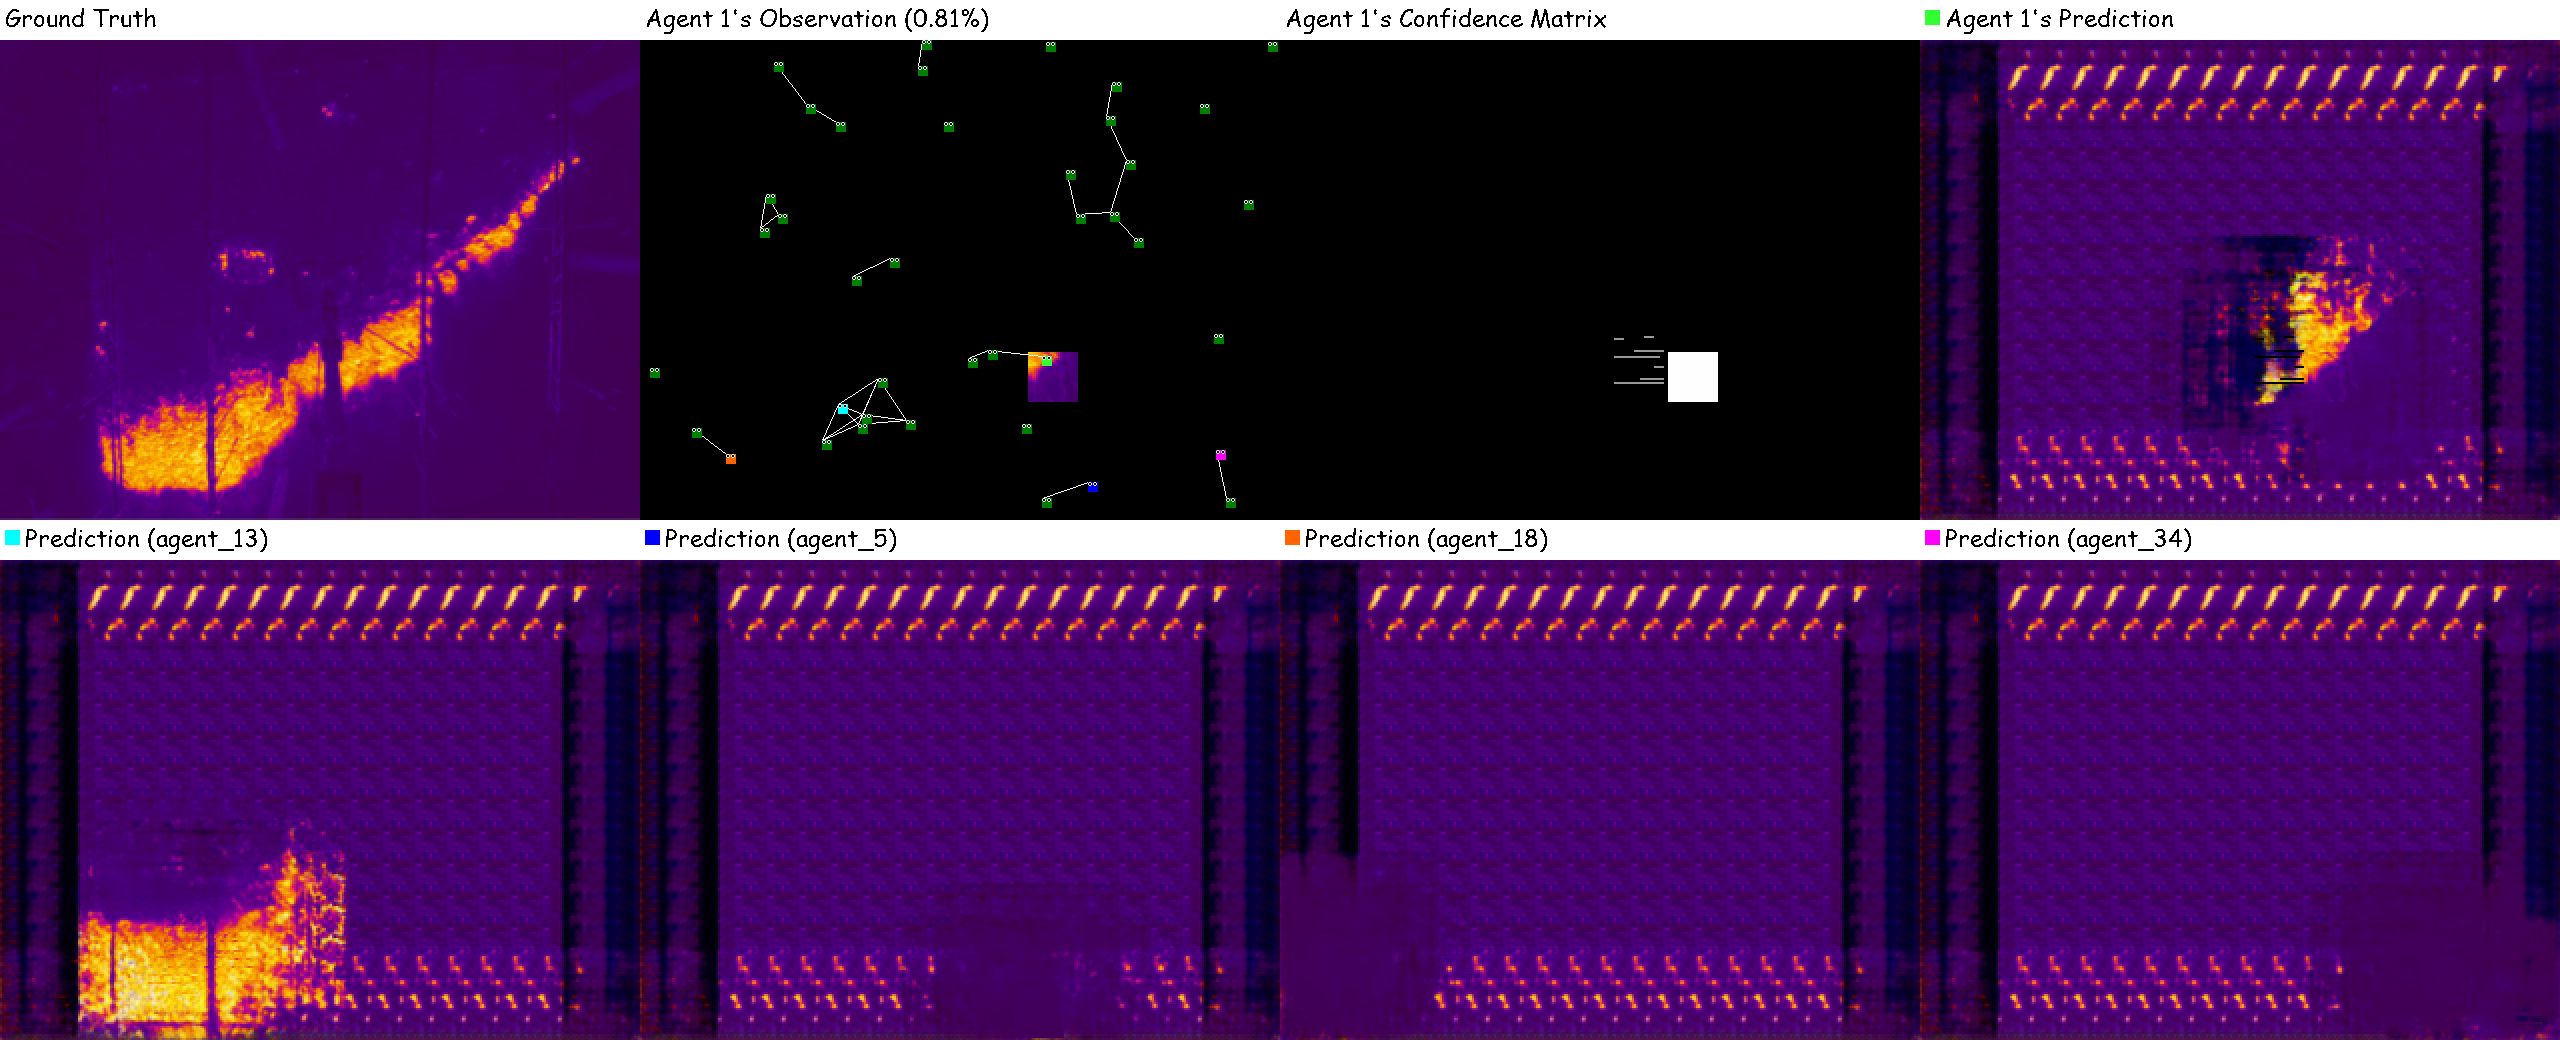 Ground Truth
Agent 1's Observation (0.81%)
Agent 1's Confidence Matrix
Agent 1's Prediction
Prediction (agent_13)
Prediction (agent_5)
Prediction (agent_18)
Prediction (agent_34)